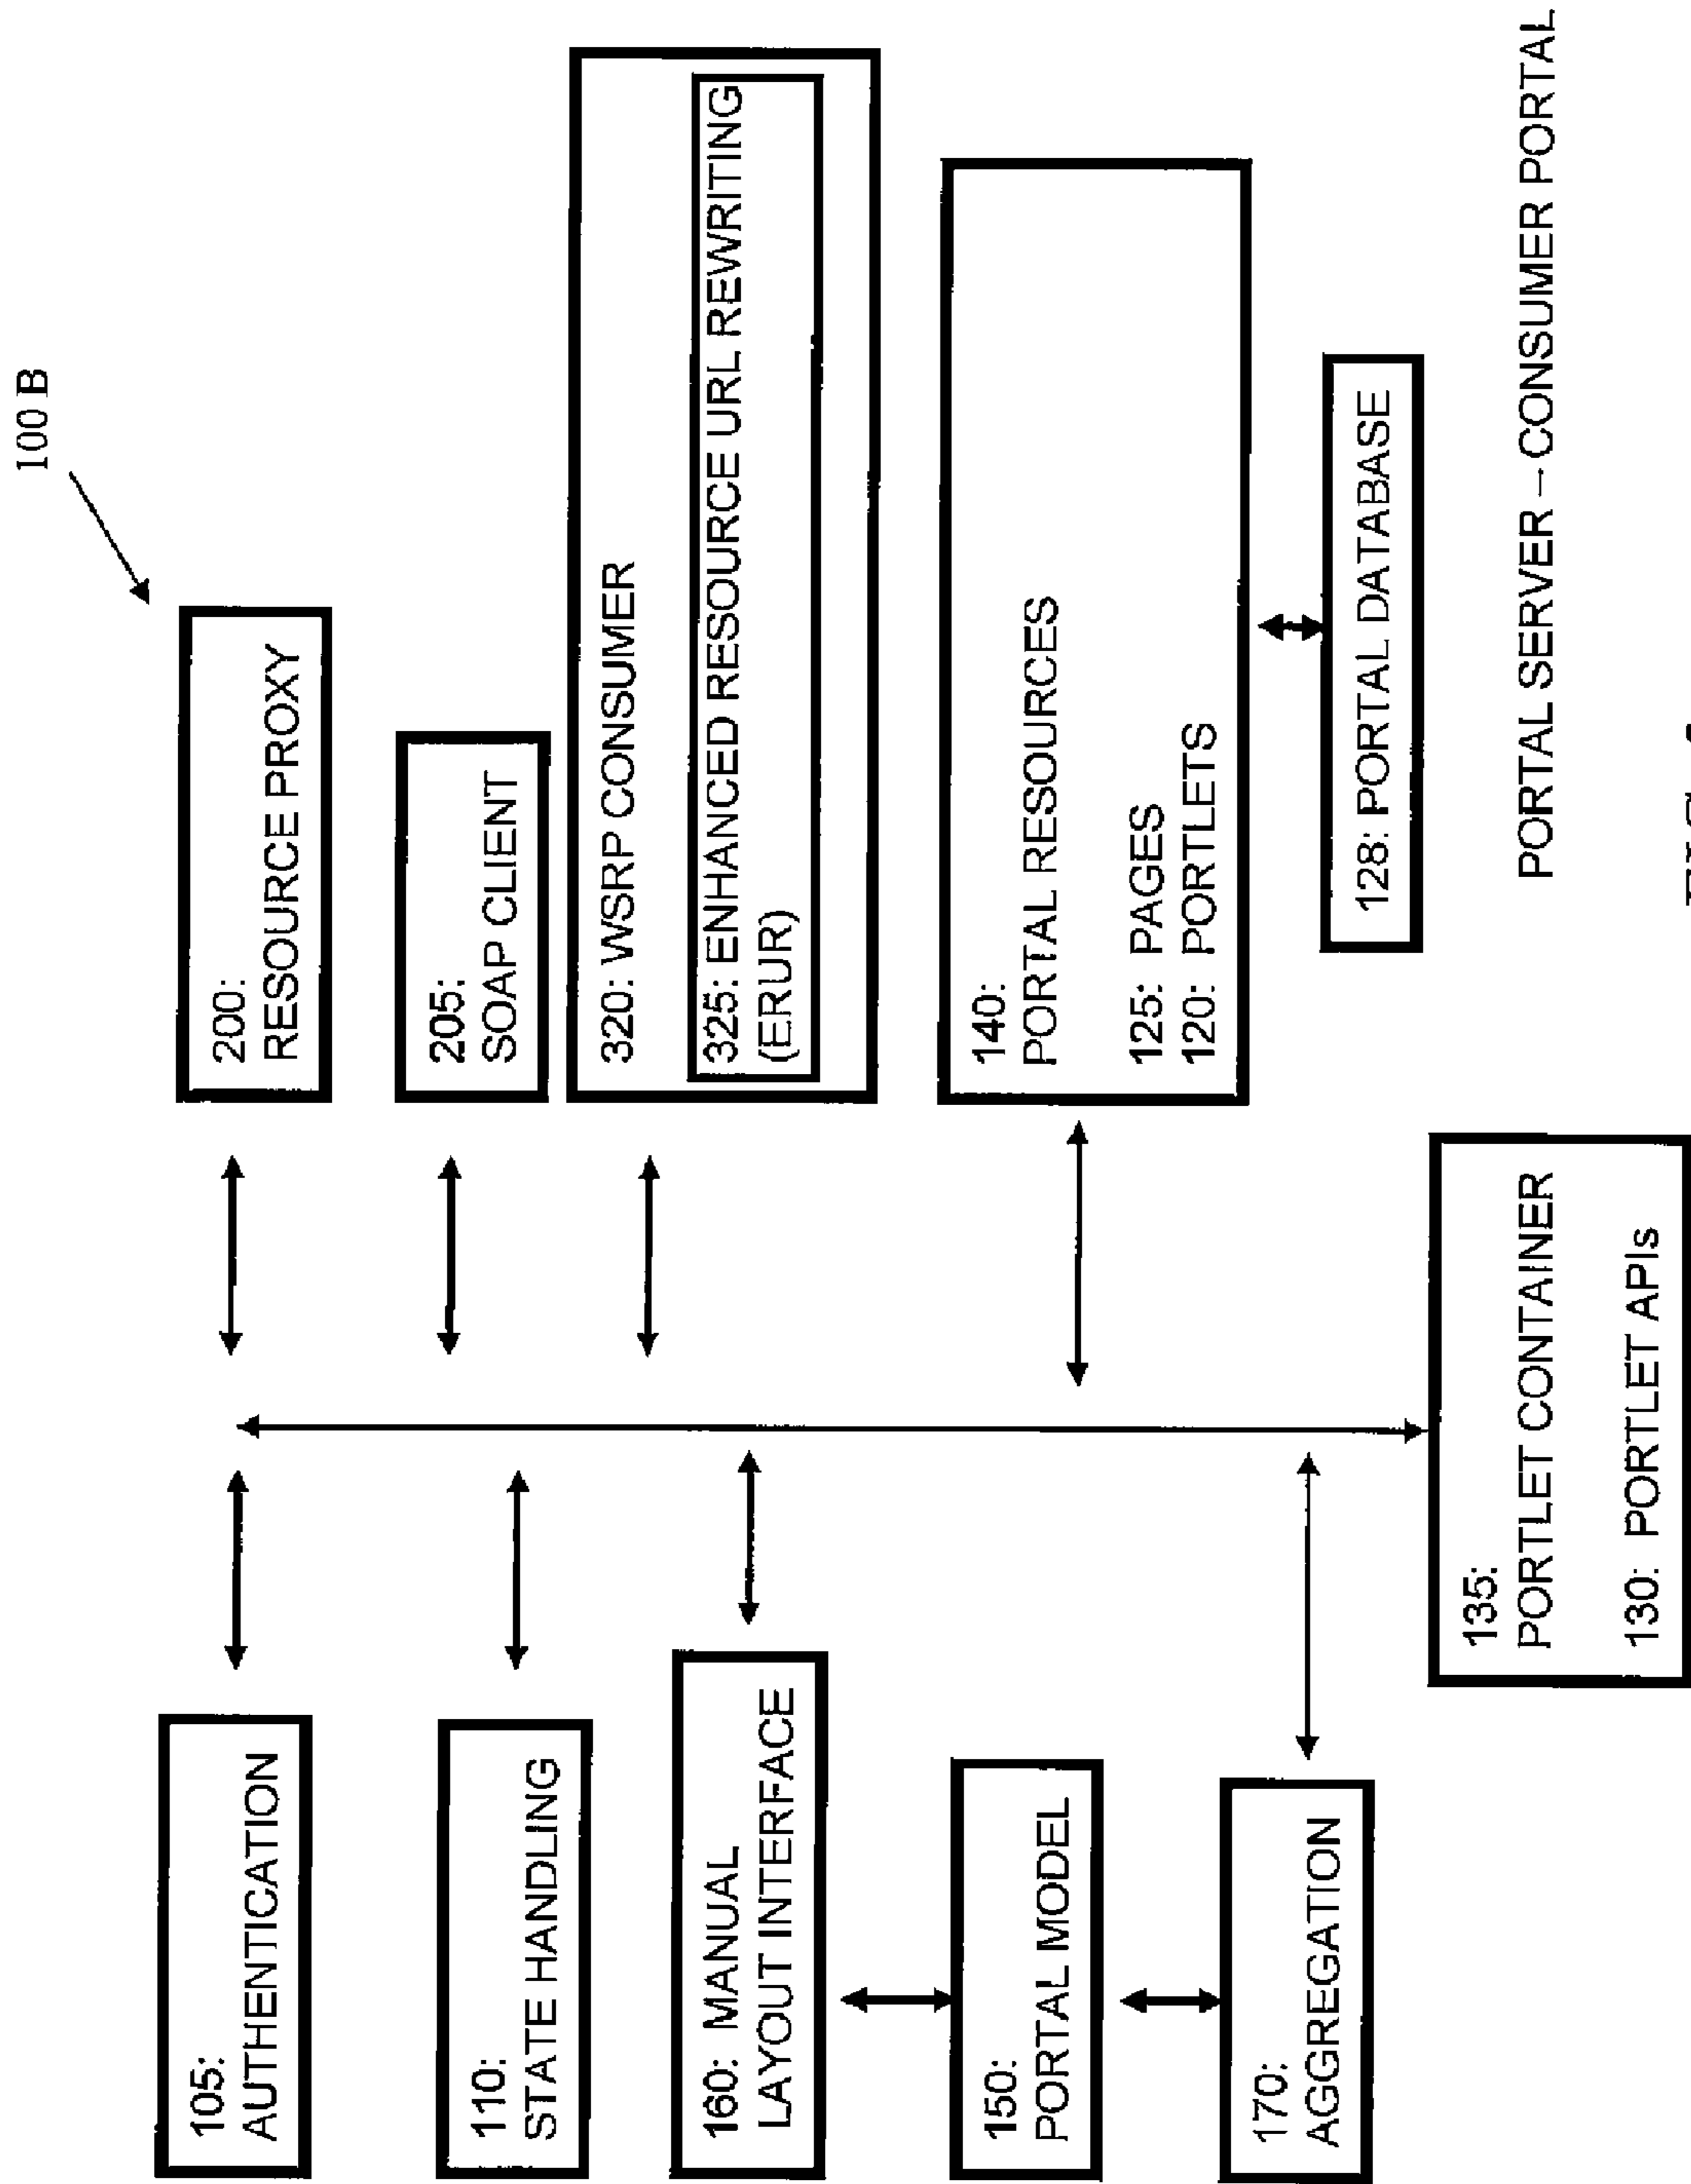 100 B
105:
AUTHENTICATION
200:
RESOURCE PROXY
110:
STATE HANDLING
205:
SOAP CLIENT
160: MANUAL
LAYOUT INTERFACE
320: WSRP CONSUMER
325: ENHANCED RESOURCE URL REWRITING
(ERUR)
150:
PORTAL MODEL
140:
PORTAL RESOURCES
125: PAGES
120: PORTLETS
170:
AGGREGATION
128: PORTAL DATABASE
135:
PORTLET CONTAINER
130: PORTLET APIs
PORTAL SERVER – CONSUMER PORTAL